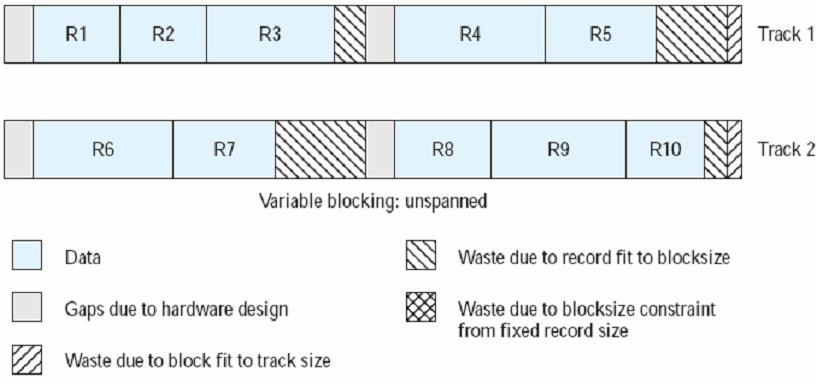 R1 R2 R3 R4 R5 Track 1
R6 R7 R8 R9 R10 Track 2
Variable blocking: unspanned
Data
Waste due to record fit to blocksize
Gaps due to hardware design
Waste due to blocksize constraint
from fixed record size
Waste due to block fit to track size